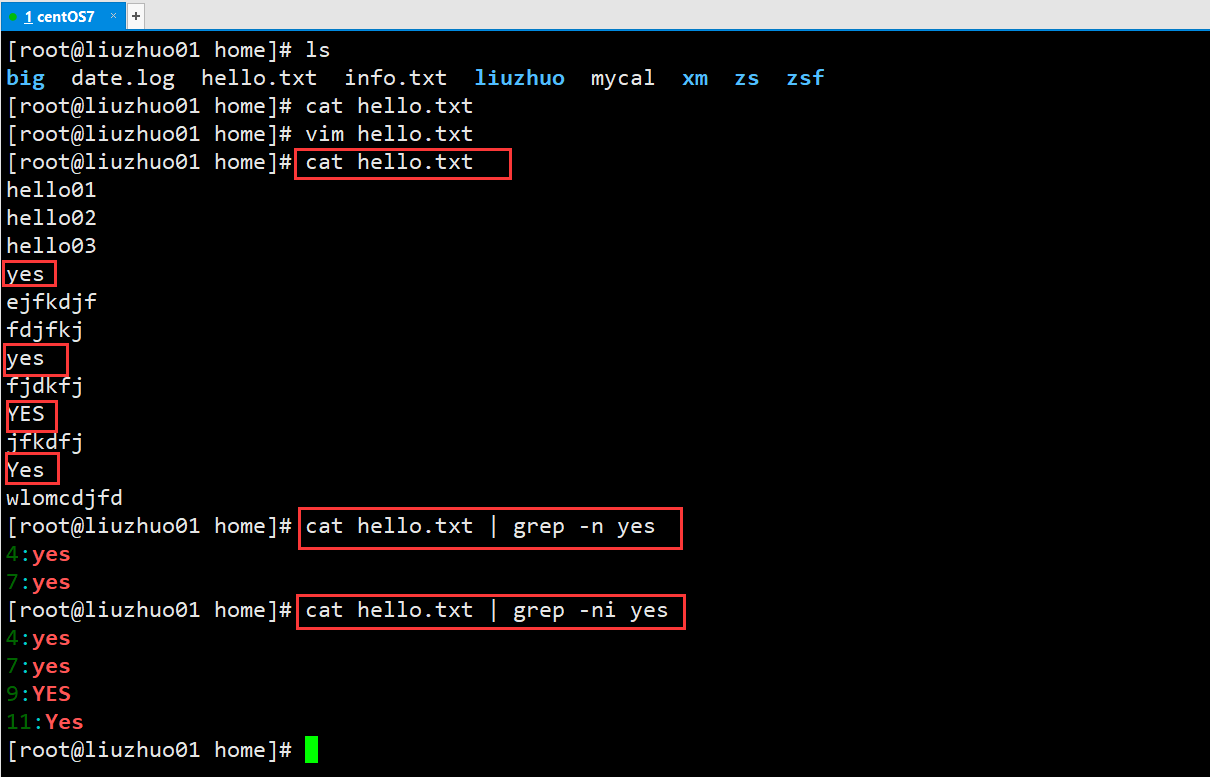 1 centOS7 × +
[root@liuzhuo01 home]# ls
big date.log hello.txt info.txt liuzhuo mycal xm zs zsf
[root@liuzhuo01 home]# cat hello.txt
[root@liuzhuo01 home]# vim hello.txt
[root@liuzhuo01 home]# cat hello.txt
hello01
hello02
hello03
yes
ejfkdjf
fdjfkj
yes
fjdkfj
YES
jfkdfj
Yes
wlomcdjfd
[root@liuzhuo01 home]# cat hello.txt | grep -n yes
4:yes
7:yes
[root@liuzhuo01 home]# cat hello.txt | grep -ni yes
4:yes
7:yes
9:YES
11:Yes
[root@liuzhuo01 home]#